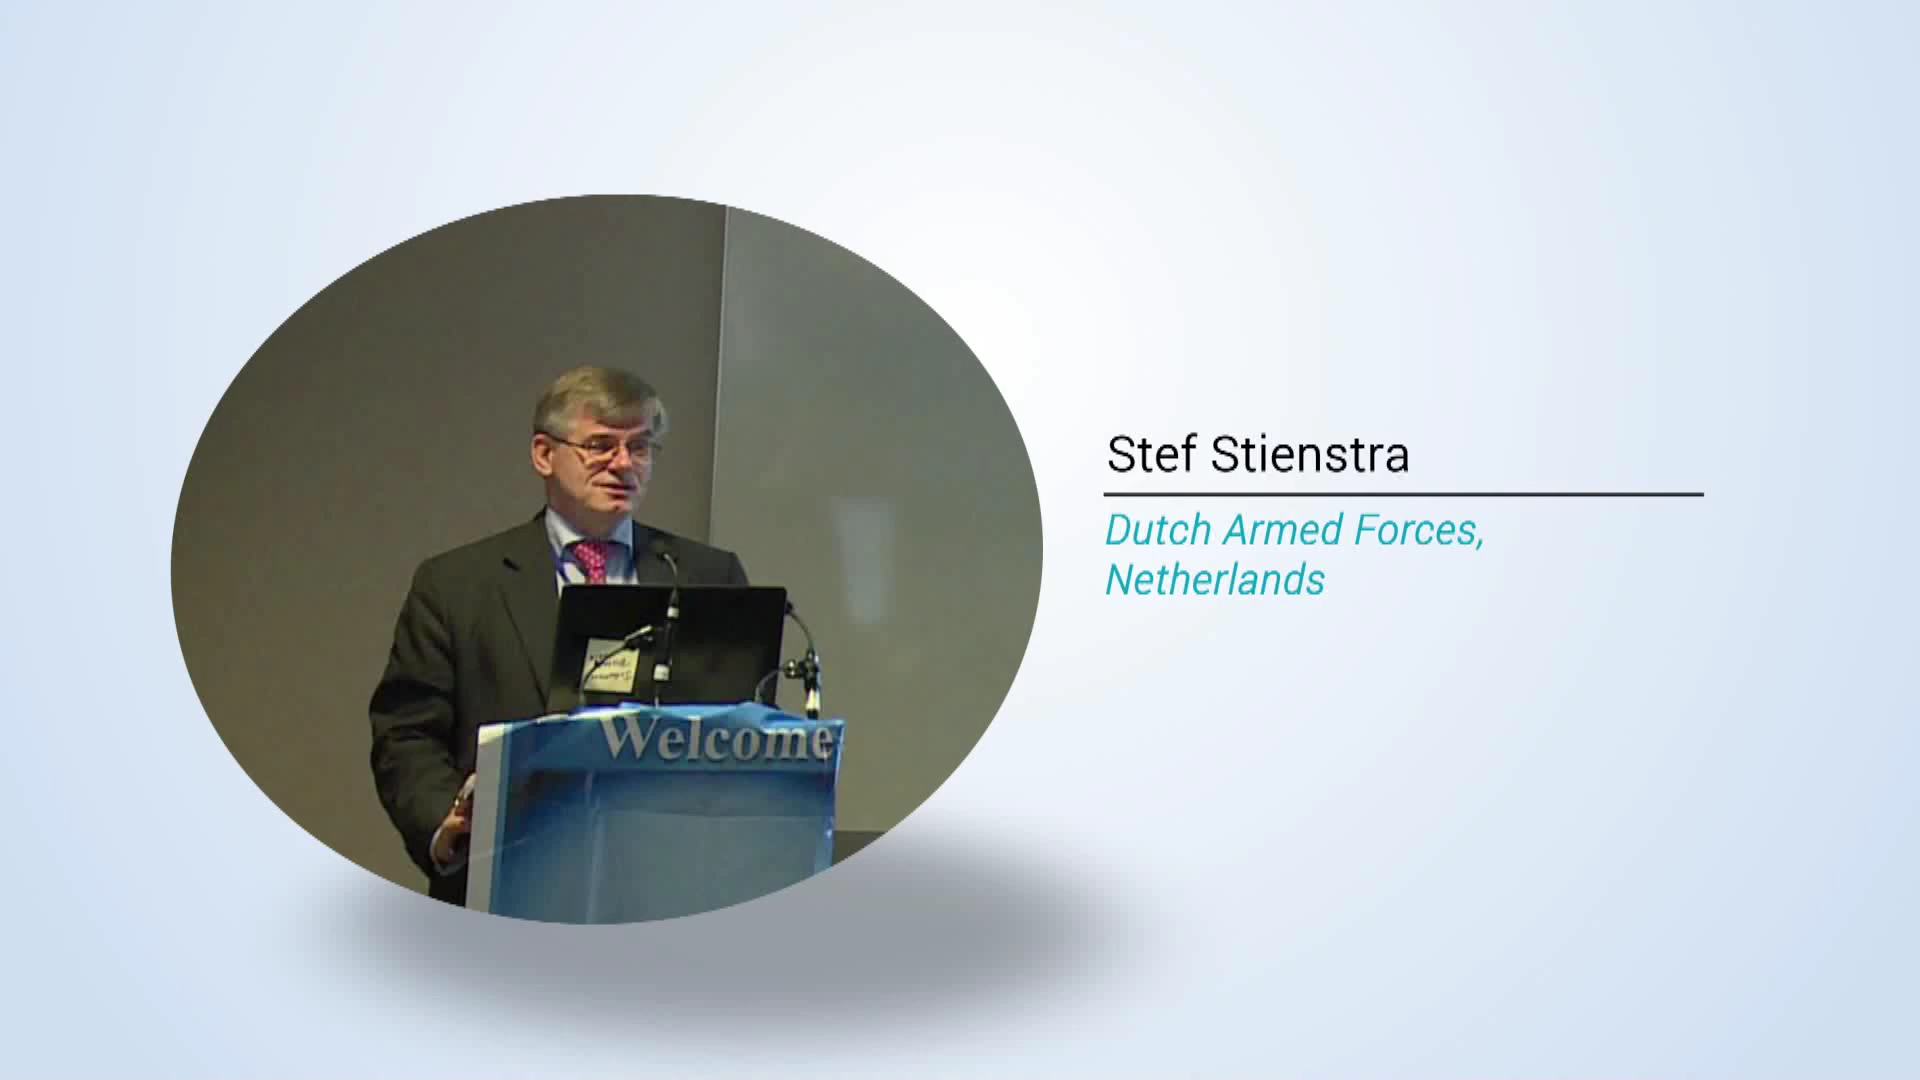 Stef Stienstra
Dutch Armed Forces,
Netherlands
Welcome